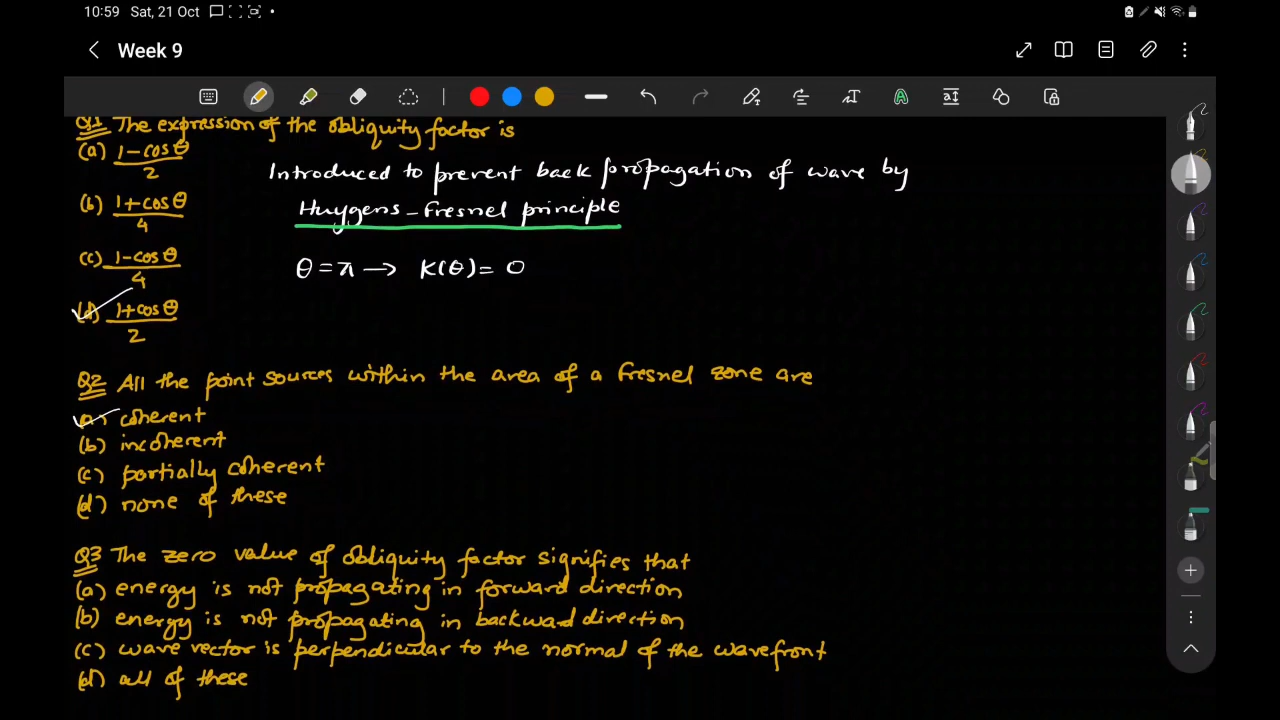 10:59 Sat, 21 Oct
Week 9
Q1 The expression of the obliquity factor is
(a) 1-cosθ
2
Introduced to prevent back propagation of wave by
(b) 1+cosθ
4
Huygens-Fresnel principle
(c) 1-cosθ
4
θ=π → K(θ)= 0
(d) 1+cosθ
2
Q2 All the point sources within the area of a Fresnel zone are
(a) coherent
(b) incoherent
(c) partially coherent
(d) none of these
Q3 The zero value of obliquity factor signifies that
(a) energy is not propagating in forward direction
(b) energy is not propagating in backward direction
(c) wave vector is perpendicular to the normal of the wavefront
(d) all of these